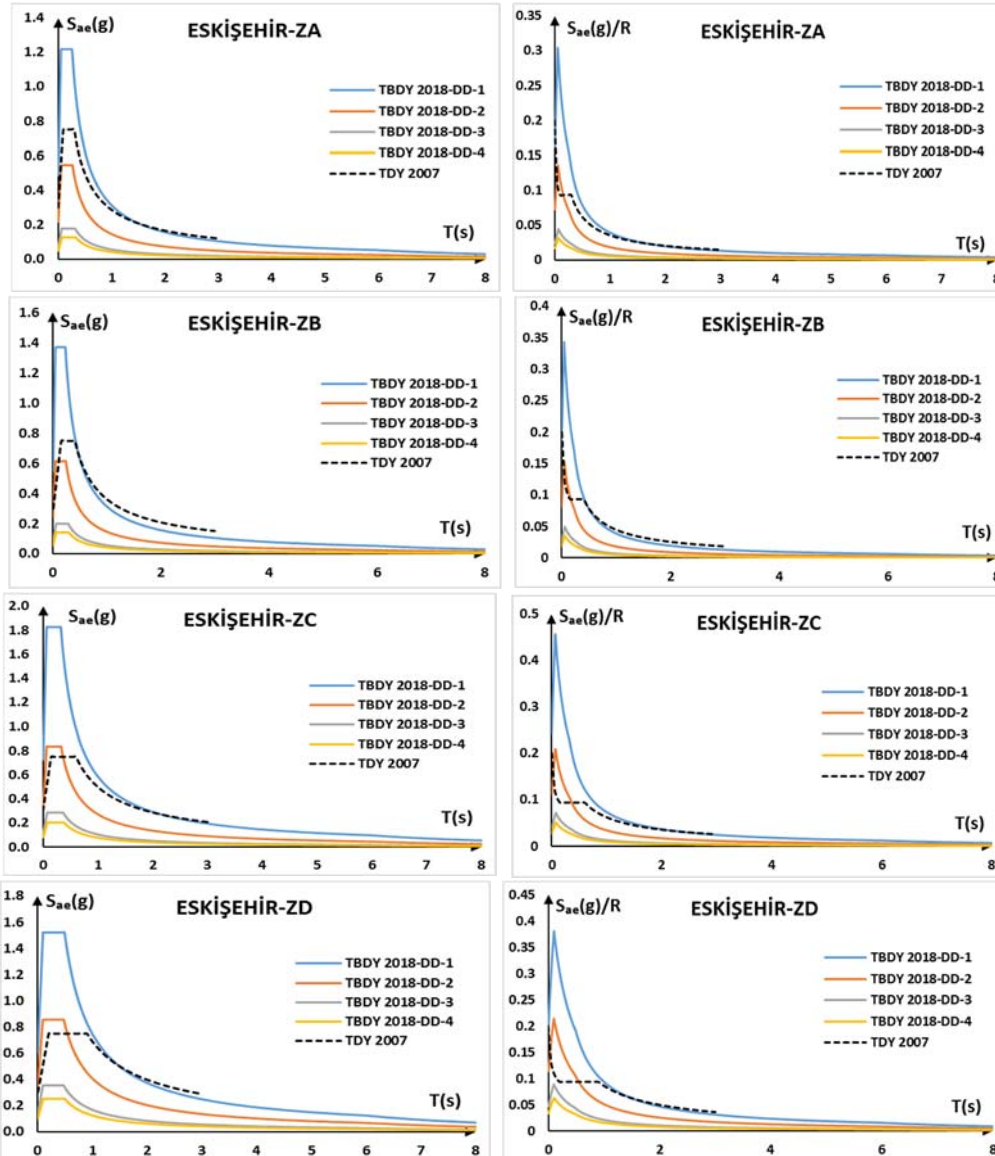 S_ae(g)
ESKİŞEHİR-ZA
1.4
1.2
1.0
0.8
0.6
0.4
0.2
0.0
TBDY 2018-DD-1
TBDY 2018-DD-2
TBDY 2018-DD-3
TBDY 2018-DD-4
TDY 2007
T(s)
0 1 2 3 4 5 6 7 8
S_ae(g)/R
ESKİŞEHİR-ZA
0.35
0.3
0.25
0.2
0.15
0.1
0.05
0
TBDY 2018-DD-1
TBDY 2018-DD-2
TBDY 2018-DD-3
TBDY 2018-DD-4
TDY 2007
T(s)
0 1 2 3 4 5 6 7 8
S_ae(g)
ESKİŞEHİR-ZB
1.6
1.4
1.2
1.0
0.8
0.6
0.4
0.2
0.0
TBDY 2018-DD-1
TBDY 2018-DD-2
TBDY 2018-DD-3
TBDY 2018-DD-4
TDY 2007
T(s)
0 2 4 6 8
S_ae(g)/R
ESKİŞEHİR-ZB
0.4
0.35
0.3
0.25
0.2
0.15
0.1
0.05
0
TBDY 2018-DD-1
TBDY 2018-DD-2
TBDY 2018-DD-3
TBDY 2018-DD-4
TDY 2007
T(s)
0 2 4 6 8
S_ae(g)
ESKİŞEHİR-ZC
2.0
1.8
1.6
1.4
1.2
1.0
0.8
0.6
0.4
0.2
0.0
TBDY 2018-DD-1
TBDY 2018-DD-2
TBDY 2018-DD-3
TBDY 2018-DD-4
TDY 2007
T(s)
0 1 2 3 4 5 6 7 8
S_ae(g)/R
ESKİŞEHİR-ZC
0.5
0.4
0.3
0.2
0.1
0
TBDY 2018-DD-1
TBDY 2018-DD-2
TBDY 2018-DD-3
TBDY 2018-DD-4
TDY 2007
T(s)
0 2 4 6 8
S_ae(g)
ESKİŞEHİR-ZD
1.8
1.6
1.4
1.2
1.0
0.8
0.6
0.4
0.2
0.0
TBDY 2018-DD-1
TBDY 2018-DD-2
TBDY 2018-DD-3
TBDY 2018-DD-4
TDY 2007
T(s)
0 1 2 3 4 5 6 7 8
S_ae(g)/R
ESKİŞEHİR-ZD
0.45
0.4
0.35
0.3
0.25
0.2
0.15
0.1
0.05
0
TBDY 2018-DD-1
TBDY 2018-DD-2
TBDY 2018-DD-3
TBDY 2018-DD-4
TDY 2007
T(s)
0 2 4 6 8